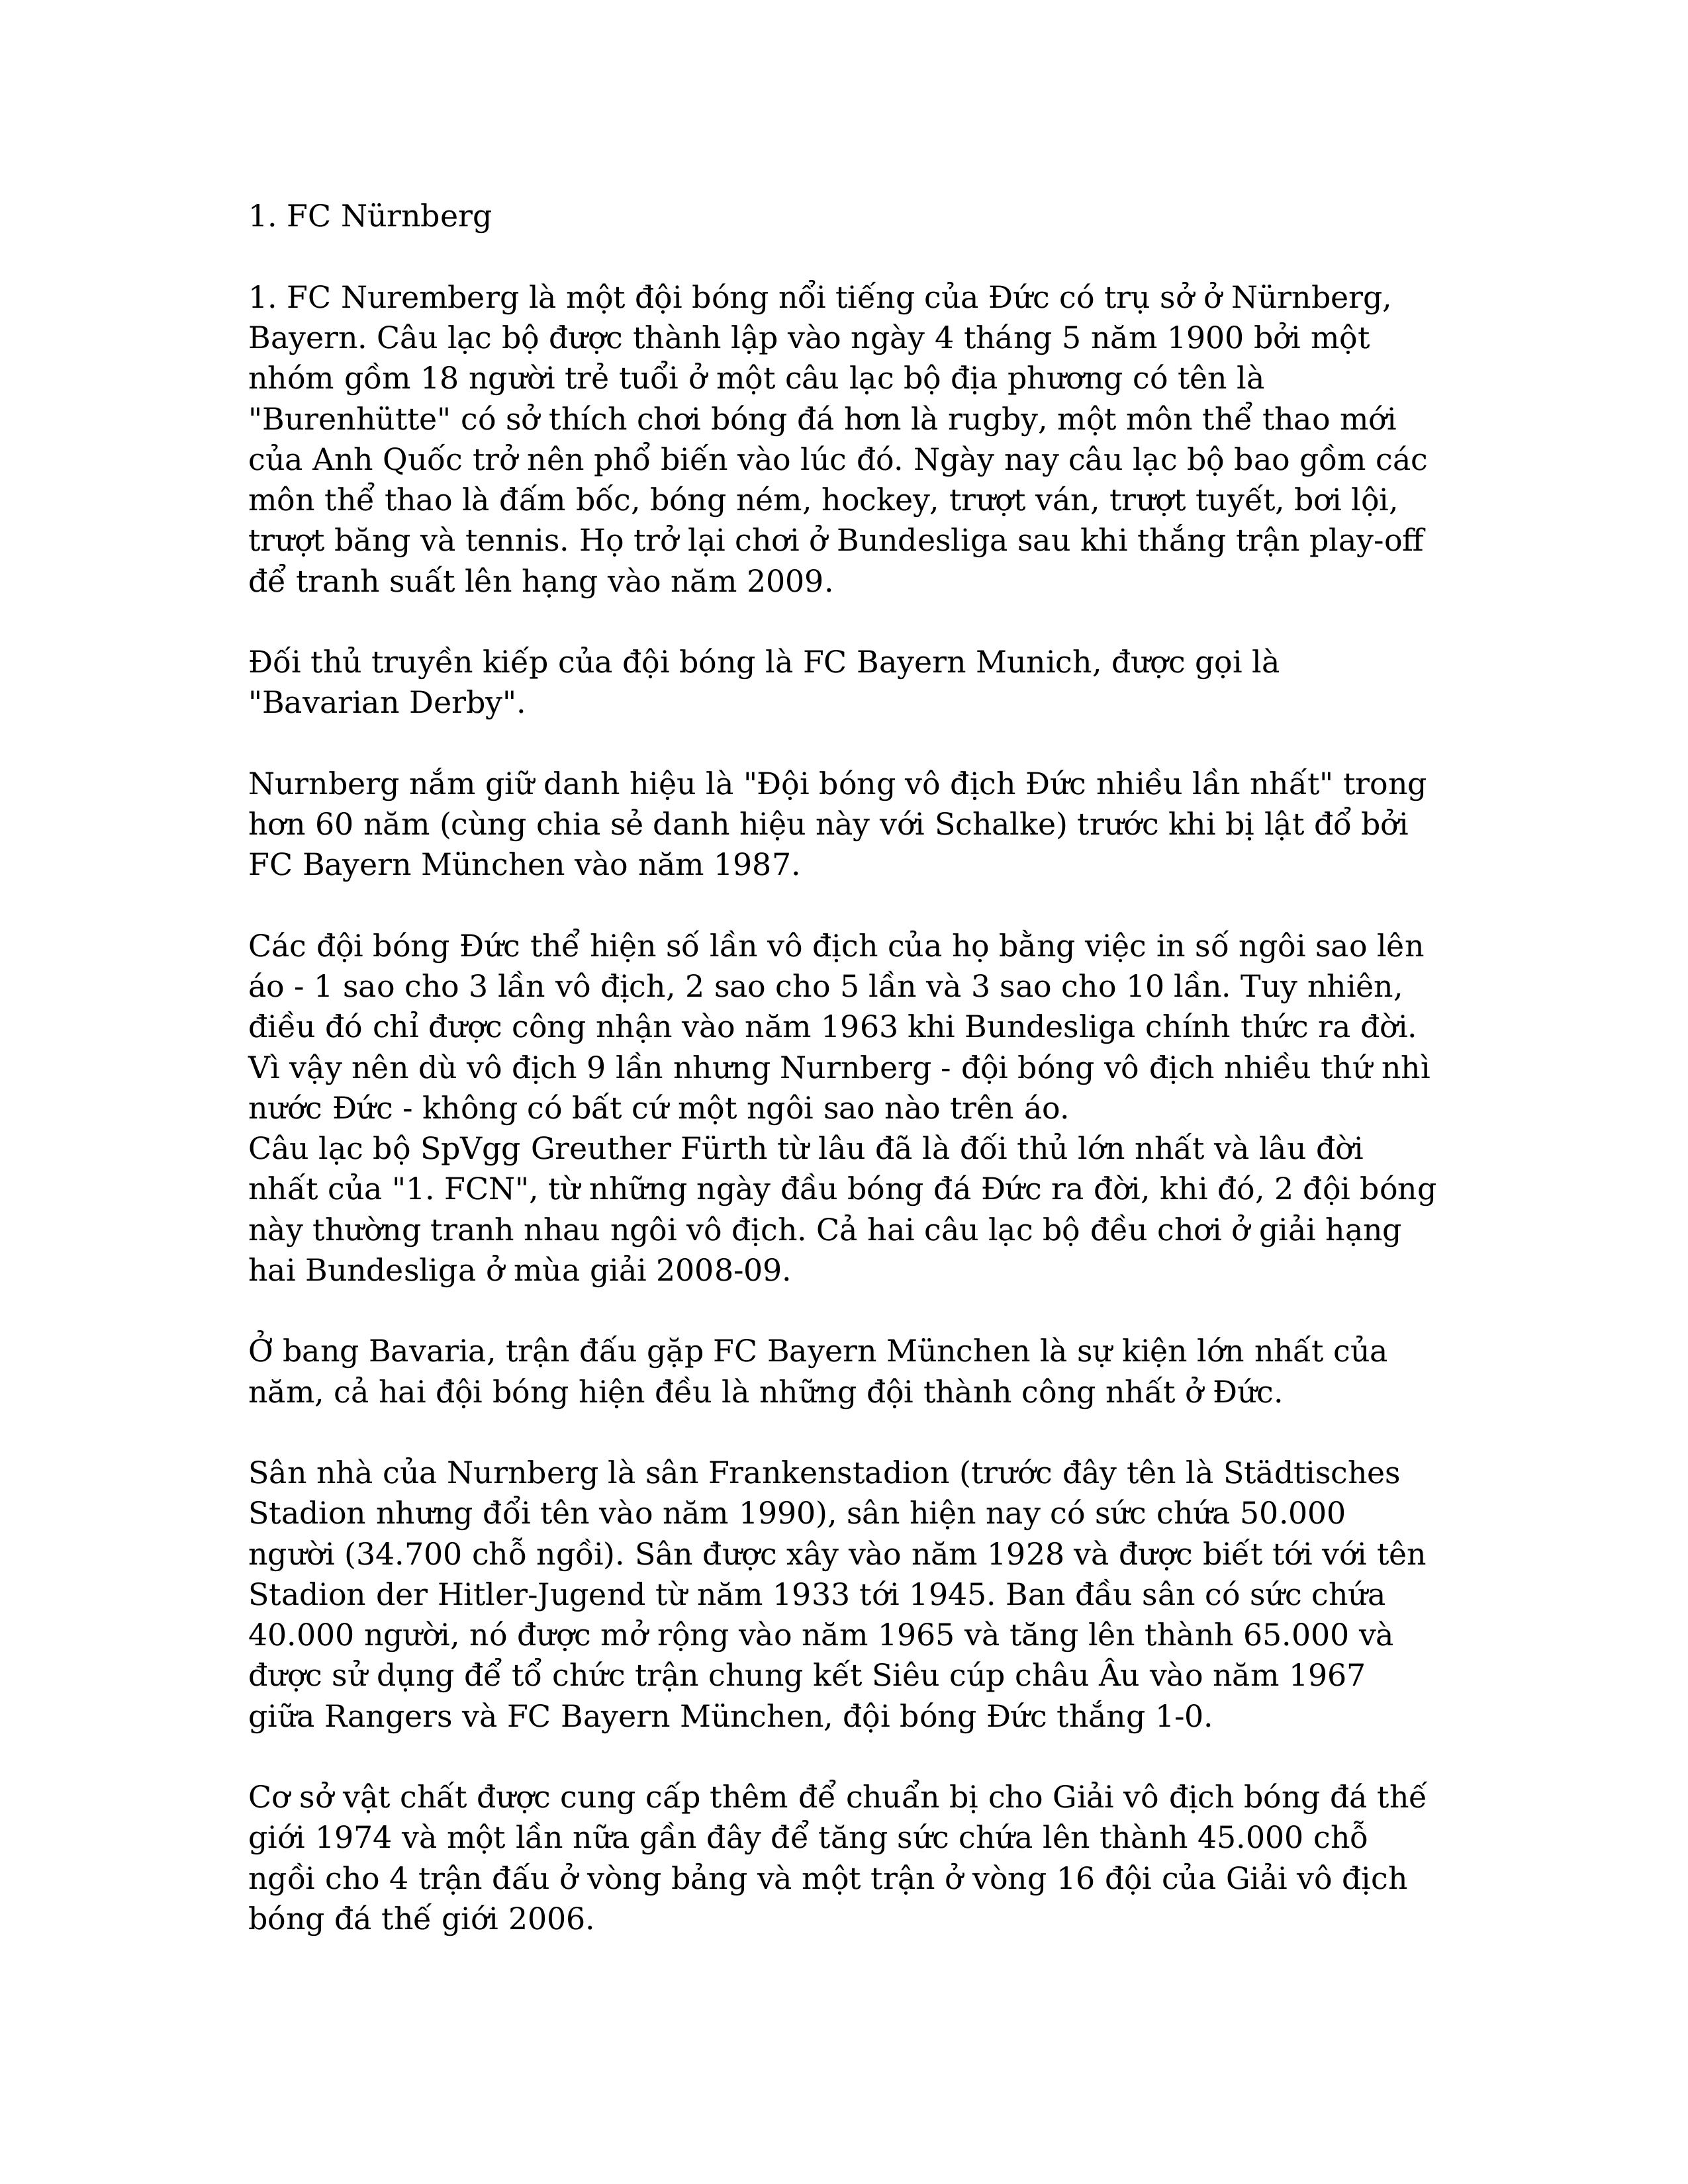 1. FC Nürnberg
1. FC Nuremberg là một đội bóng nổi tiếng của Đức có trụ sở ở Nürnberg,
Bayern. Câu lạc bộ được thành lập vào ngày 4 tháng 5 năm 1900 bởi một
nhóm gồm 18 người trẻ tuổi ở một câu lạc bộ địa phương có tên là
"Burenhütte" có sở thích chơi bóng đá hơn là rugby, một môn thể thao mới
của Anh Quốc trở nên phổ biến vào lúc đó. Ngày nay câu lạc bộ bao gồm các
môn thể thao là đấm bốc, bóng ném, hockey, trượt ván, trượt tuyết, bơi lội,
trượt băng và tennis. Họ trở lại chơi ở Bundesliga sau khi thắng trận play-off
để tranh suất lên hạng vào năm 2009.
Đối thủ truyền kiếp của đội bóng là FC Bayern Munich, được gọi là
"Bavarian Derby".
Nurnberg nắm giữ danh hiệu là "Đội bóng vô địch Đức nhiều lần nhất" trong
hơn 60 năm (cùng chia sẻ danh hiệu này với Schalke) trước khi bị lật đổ bởi
FC Bayern München vào năm 1987.
Các đội bóng Đức thể hiện số lần vô địch của họ bằng việc in số ngôi sao lên
áo - 1 sao cho 3 lần vô địch, 2 sao cho 5 lần và 3 sao cho 10 lần. Tuy nhiên,
điều đó chỉ được công nhận vào năm 1963 khi Bundesliga chính thức ra đời.
Vì vậy nên dù vô địch 9 lần nhưng Nurnberg - đội bóng vô địch nhiều thứ nhì
nước Đức - không có bất cứ một ngôi sao nào trên áo.
Câu lạc bộ SpVgg Greuther Fürth từ lâu đã là đối thủ lớn nhất và lâu đời
nhất của "1. FCN", từ những ngày đầu bóng đá Đức ra đời, khi đó, 2 đội bóng
này thường tranh nhau ngôi vô địch. Cả hai câu lạc bộ đều chơi ở giải hạng
hai Bundesliga ở mùa giải 2008-09.
Ở bang Bavaria, trận đấu gặp FC Bayern München là sự kiện lớn nhất của
năm, cả hai đội bóng hiện đều là những đội thành công nhất ở Đức.
Sân nhà của Nurnberg là sân Frankenstadion (trước đây tên là Städtisches
Stadion nhưng đổi tên vào năm 1990), sân hiện nay có sức chứa 50.000
người (34.700 chỗ ngồi). Sân được xây vào năm 1928 và được biết tới với tên
Stadion der Hitler-Jugend từ năm 1933 tới 1945. Ban đầu sân có sức chứa
40.000 người, nó được mở rộng vào năm 1965 và tăng lên thành 65.000 và
được sử dụng để tổ chức trận chung kết Siêu cúp châu Âu vào năm 1967
giữa Rangers và FC Bayern München, đội bóng Đức thắng 1-0.
Cơ sở vật chất được cung cấp thêm để chuẩn bị cho Giải vô địch bóng đá thế
giới 1974 và một lần nữa gần đây để tăng sức chứa lên thành 45.000 chỗ
ngồi cho 4 trận đấu ở vòng bảng và một trận ở vòng 16 đội của Giải vô địch
bóng đá thế giới 2006.